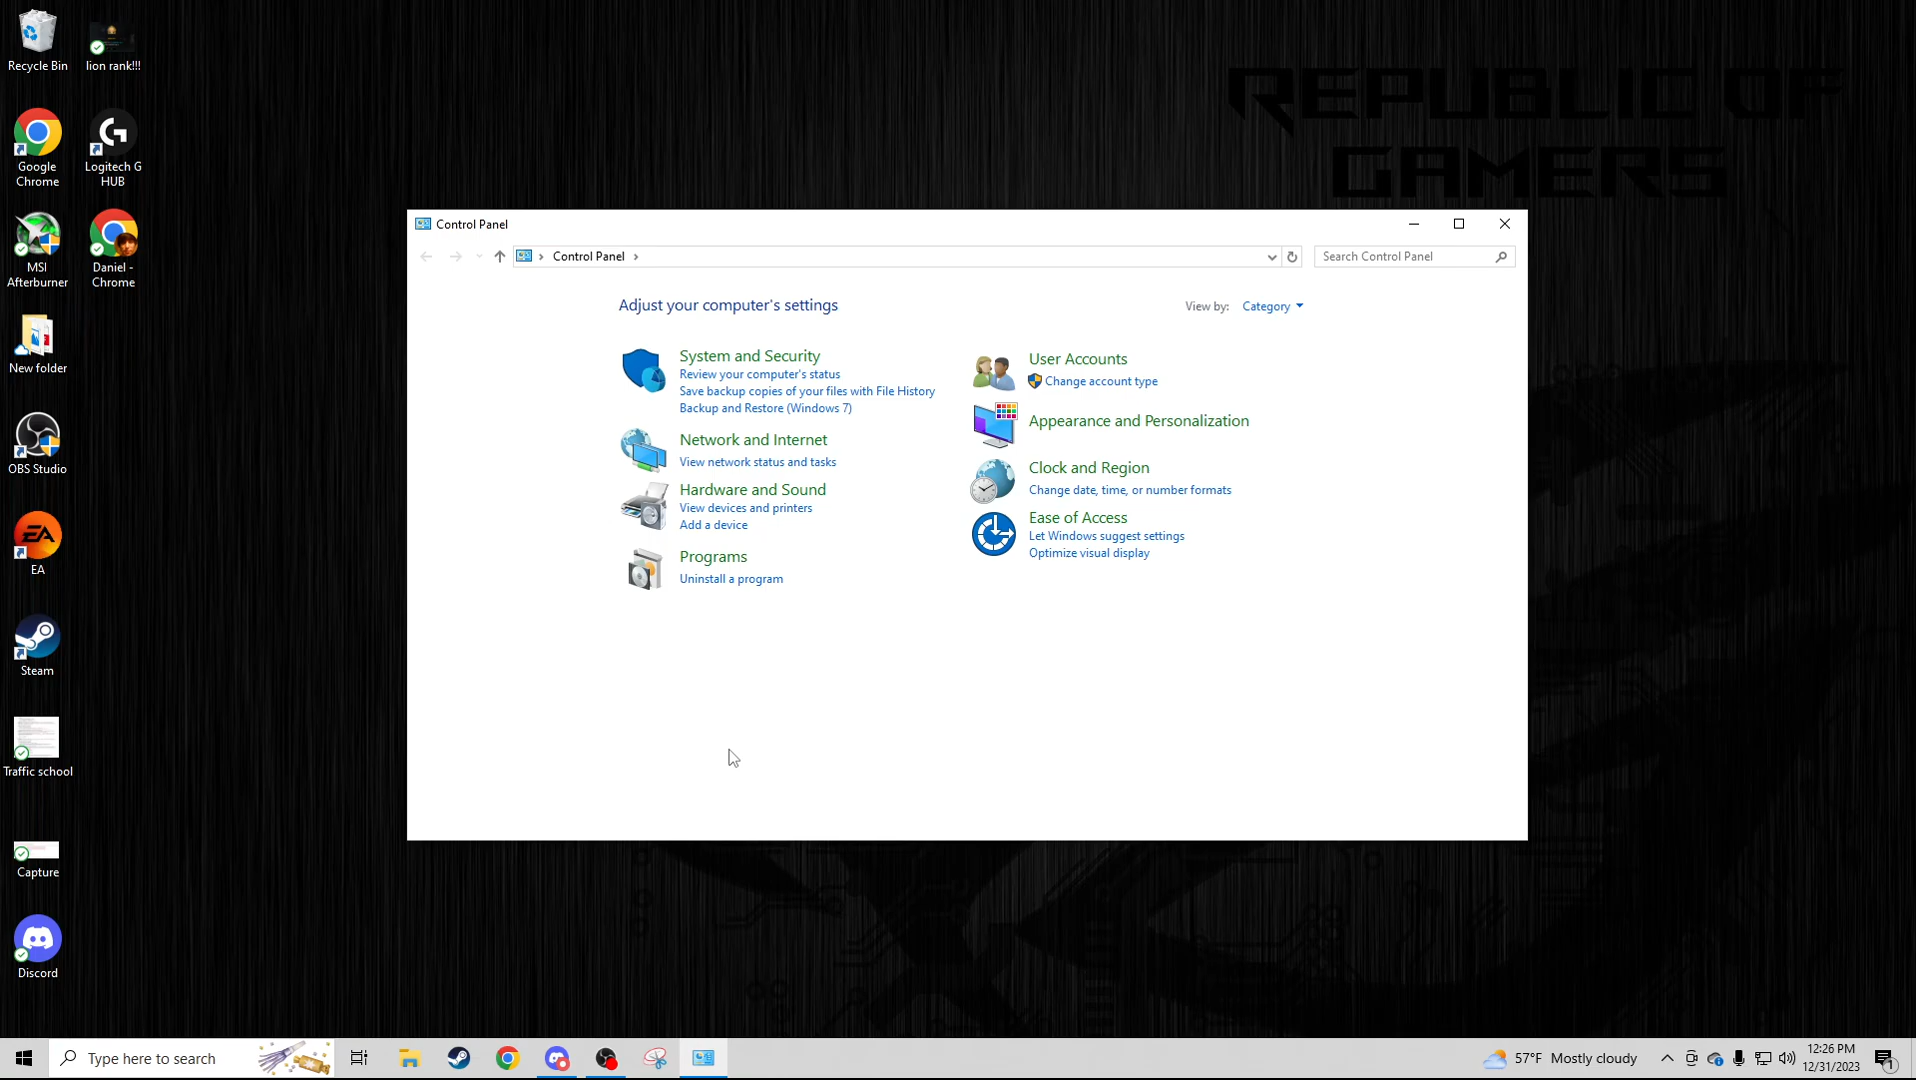 Recycle Bin
lion rank!!!
Google
Chrome
Logitech G
HUB
MSI
Afterburner
Daniel -
Chrome
New folder
OBS Studio
EA
EA
Steam
Traffic school
Capture
Discord
REPUBLIC OF
GAMERS
Control Panel
Control Panel
Search Control Panel
Adjust your computer's settings
View by: Category
System and Security
Review your computer's status
Save backup copies of your files with File History
Backup and Restore (Windows 7)
Network and Internet
View network status and tasks
Hardware and Sound
View devices and printers
Add a device
Programs
Uninstall a program
User Accounts
Change account type
Appearance and Personalization
Clock and Region
Change date, time, or number formats
Ease of Access
Let Windows suggest settings
Optimize visual display
Type here to search
57°F Mostly cloudy
12:26 PM
12/31/2023
1